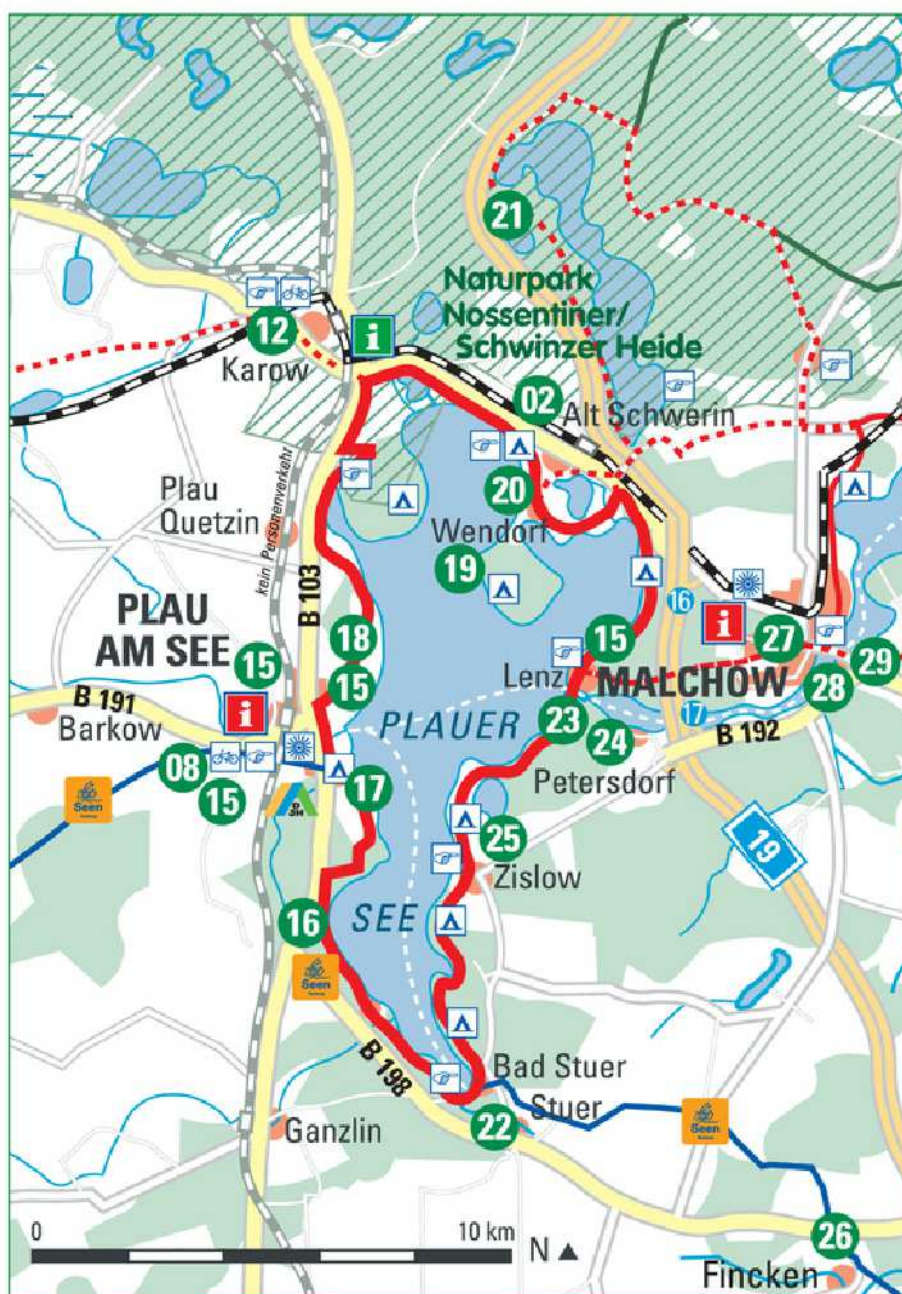 21
Naturpark
Nossentiner/
Schwinzer Heide
12
i
Karow
02
Alt Schwerin
kein Personenverkehr
Plau
Quetzin
20
Wendorf
19
B 103
16
i
PLAU
AM SEE
15
18
15
15
27
Lenz
MALCHOW
29
28
i
B 191
Barkow
PLAUER
23
24
17
B 192
Petersdorf
08
15
17
Seen
25
Zislow
19
SEE
16
Seen
B 198
Bad Stuer
Stuer
22
Seen
Ganzlin
26
Fincken
0
10 km
N